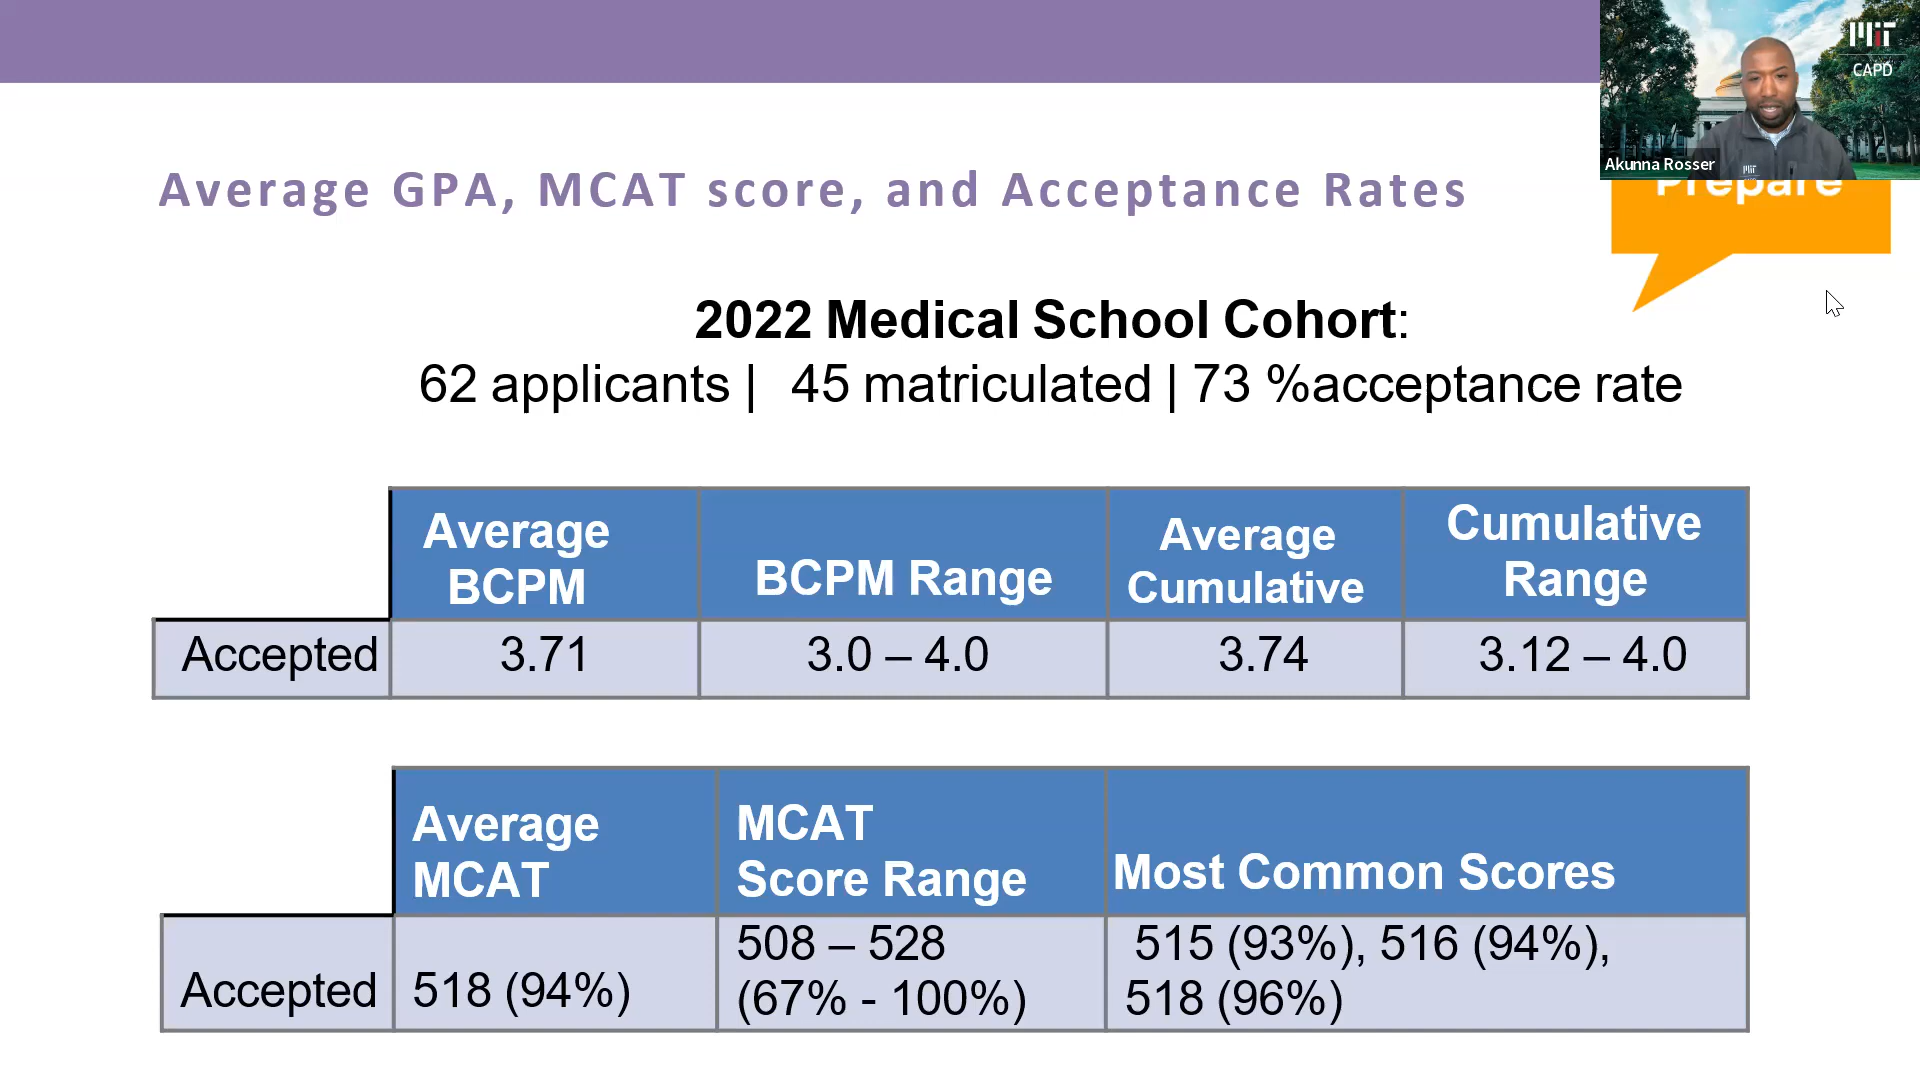 MIT
CAPD
Akunna Rosser
Prepare
Average GPA, MCAT score, and Acceptance Rates
2022 Medical School Cohort:
62 applicants | 45 matriculated | 73 %acceptance rate
Average
BCPM
BCPM Range
Average
Cumulative
Cumulative
Range
Accepted
3.71
3.0 – 4.0
3.74
3.12 – 4.0
Average
MCAT
MCAT
Score Range
Most Common Scores
Accepted
518 (94%)
508 – 528
(67% - 100%)
515 (93%), 516 (94%),
518 (96%)